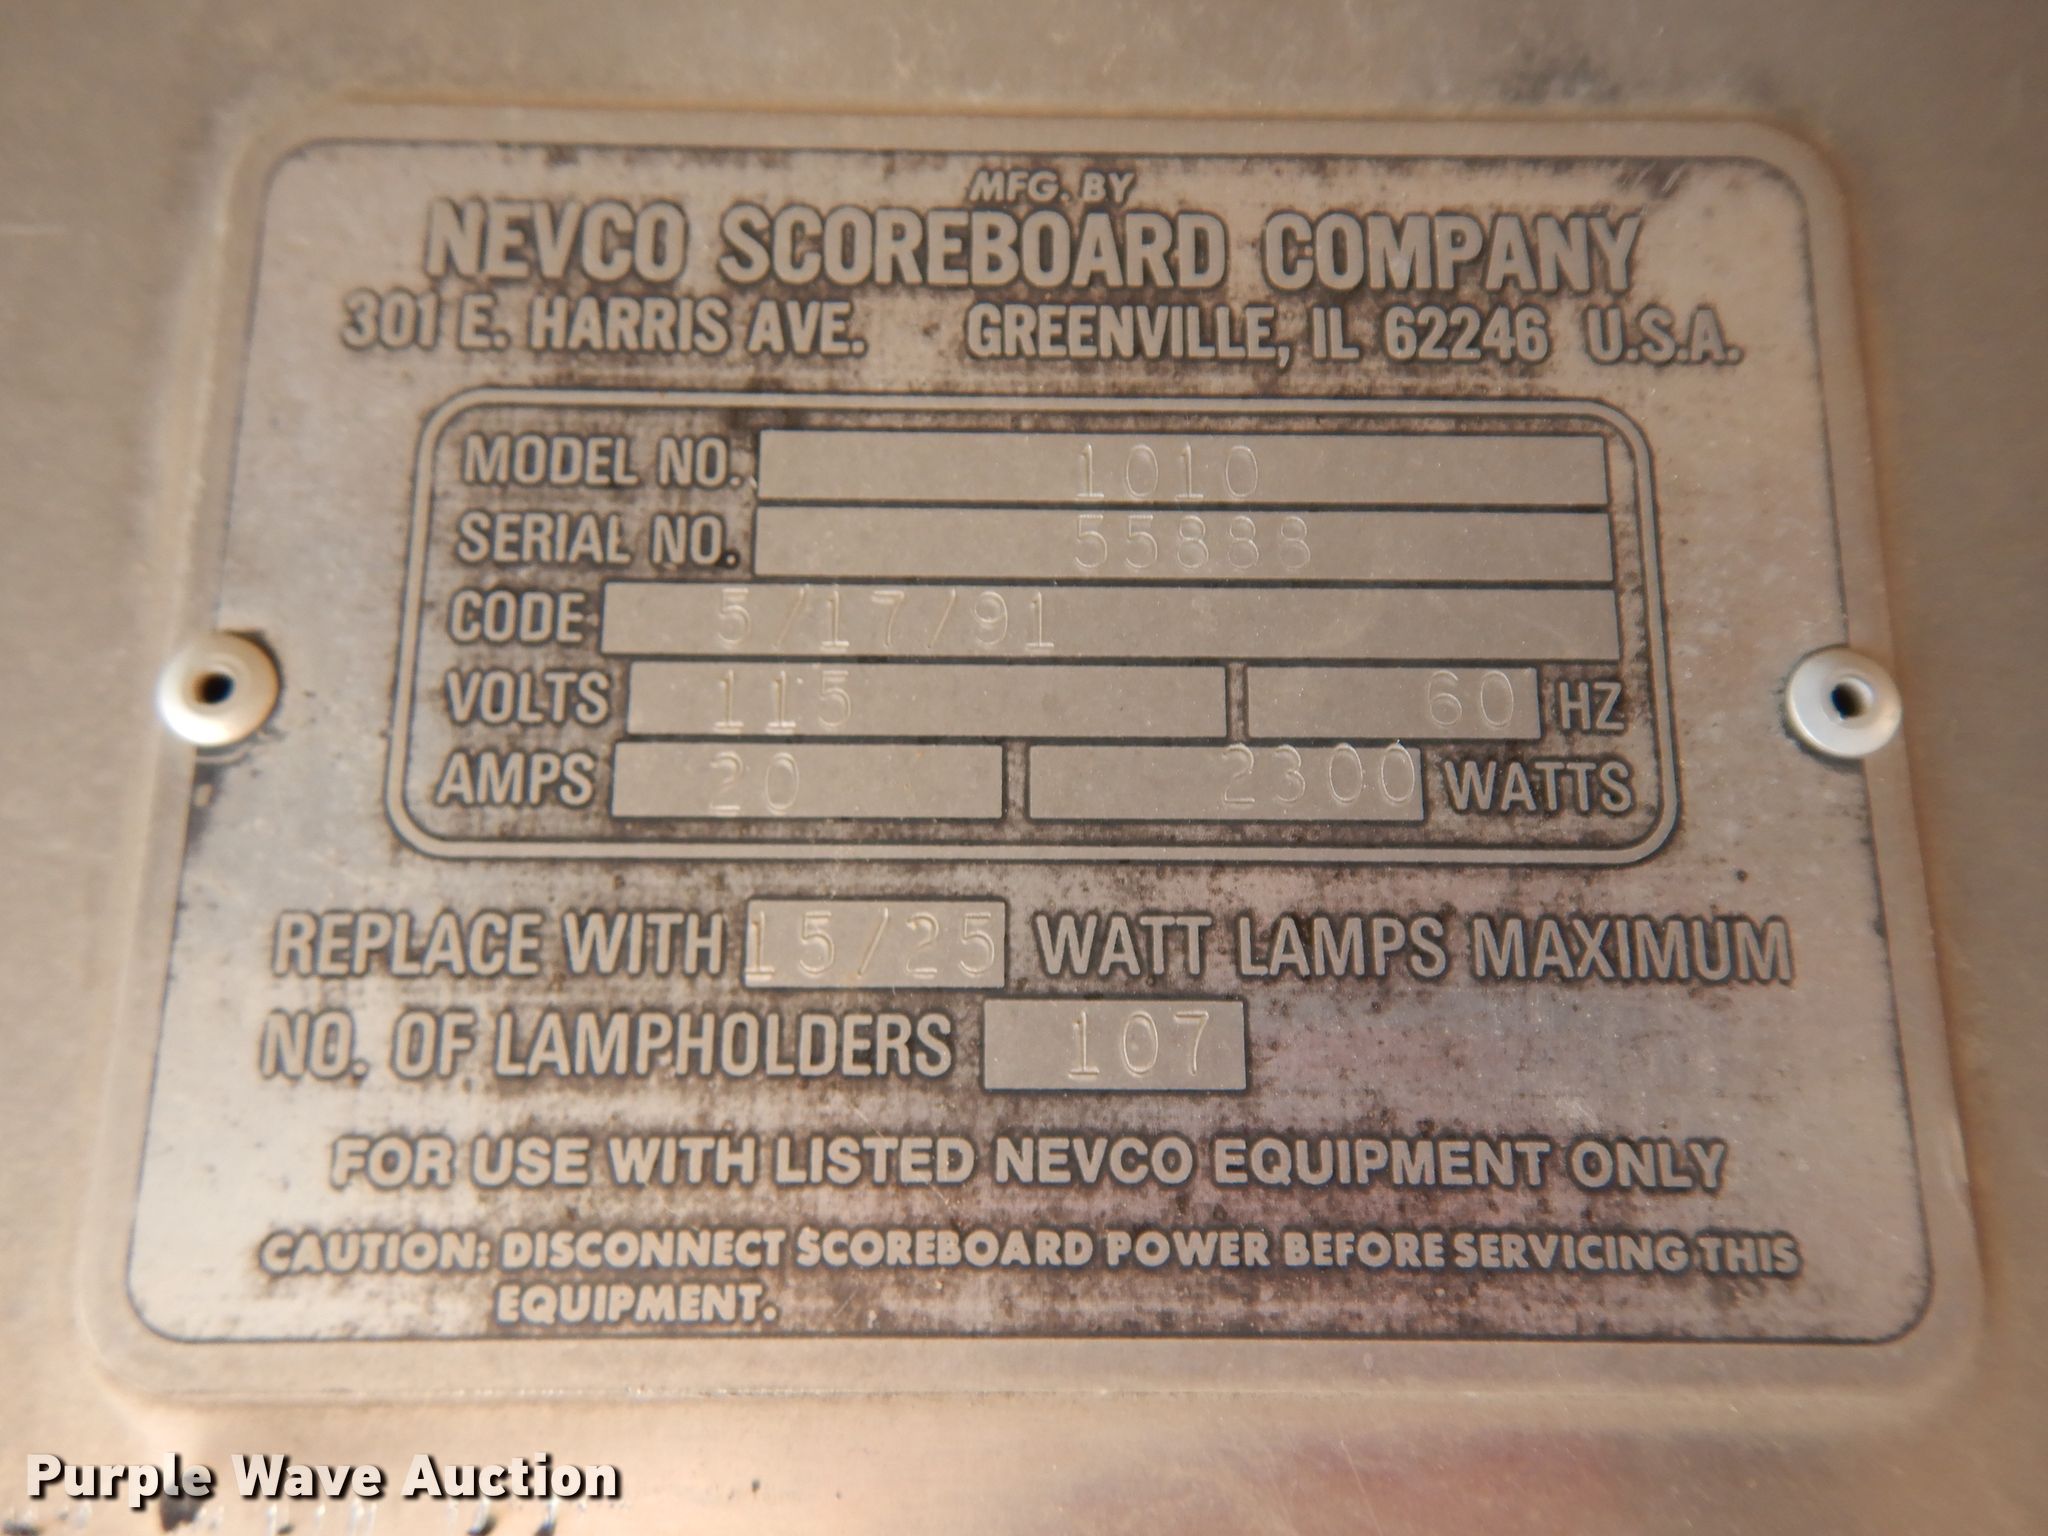 MFG. BY
NEVCO SCOREBOARD COMPANY
301 E. HARRIS AVE. GREENVILLE, IL 62246 U.S.A.
MODEL NO. 1010
SERIAL NO. 55888
CODE 5/17/91
VOLTS 115 60 HZ
AMPS 20 2300 WATTS
REPLACE WITH 15/25 WATT LAMPS MAXIMUM
NO. OF LAMPHOLDERS 107
FOR USE WITH LISTED NEVCO EQUIPMENT ONLY
CAUTION: DISCONNECT SCOREBOARD POWER BEFORE SERVICING THIS
EQUIPMENT.
Purple Wave Auction